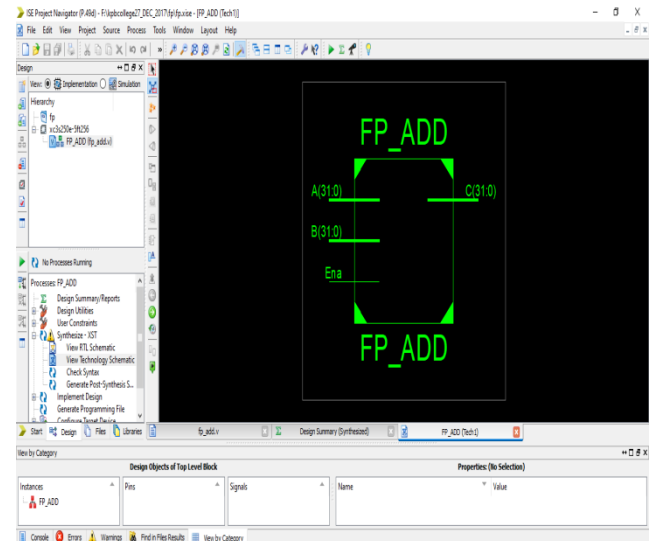 ISE Project Navigator (P.49d) - F:\kpbcollege27_DEC_2017\fp\fp.xise - [FP_ADD (Tech1)]
File Edit View Project Source Process Tools Window Layout Help
Design
View: Implementation Simulation
Hierarchy
fp
xc3s250e-5ft256
FP_ADD (fp_add.v)
No Processes Running
Processes: FP_ADD
Design Summary/Reports
Design Utilities
User Constraints
Synthesize - XST
View RTL Schematic
View Technology Schematic
Check Syntax
Generate Post-Synthesis S...
Implement Design
Generate Programming File
Configure Target Device
Start Design Files Libraries
FP_ADD
A(31:0)
C(31:0)
B(31:0)
Ena
FP_ADD
fp_add.v
Design Summary (Synthesized)
FP_ADD (Tech1)
View by Category
Design Objects of Top Level Block
Properties: (No Selection)
Instances
Pins
Signals
Name
Value
FP_ADD
Console Errors Warnings Find in Files Results View by Category